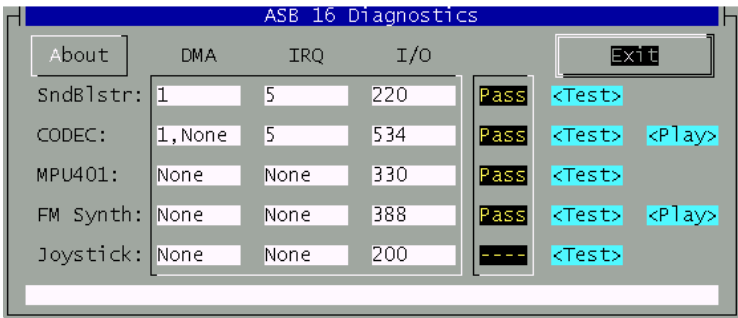 ASB 16 Diagnostics
About DMA IRQ I/O Exit
SndBlstr: 1 5 220 Pass <Test>
CODEC: 1,None 5 534 Pass <Test> <Play>
MPU401: None None 330 Pass <Test>
FM Synth: None None 388 Pass <Test> <Play>
Joystick: None None 200 ---- <Test>